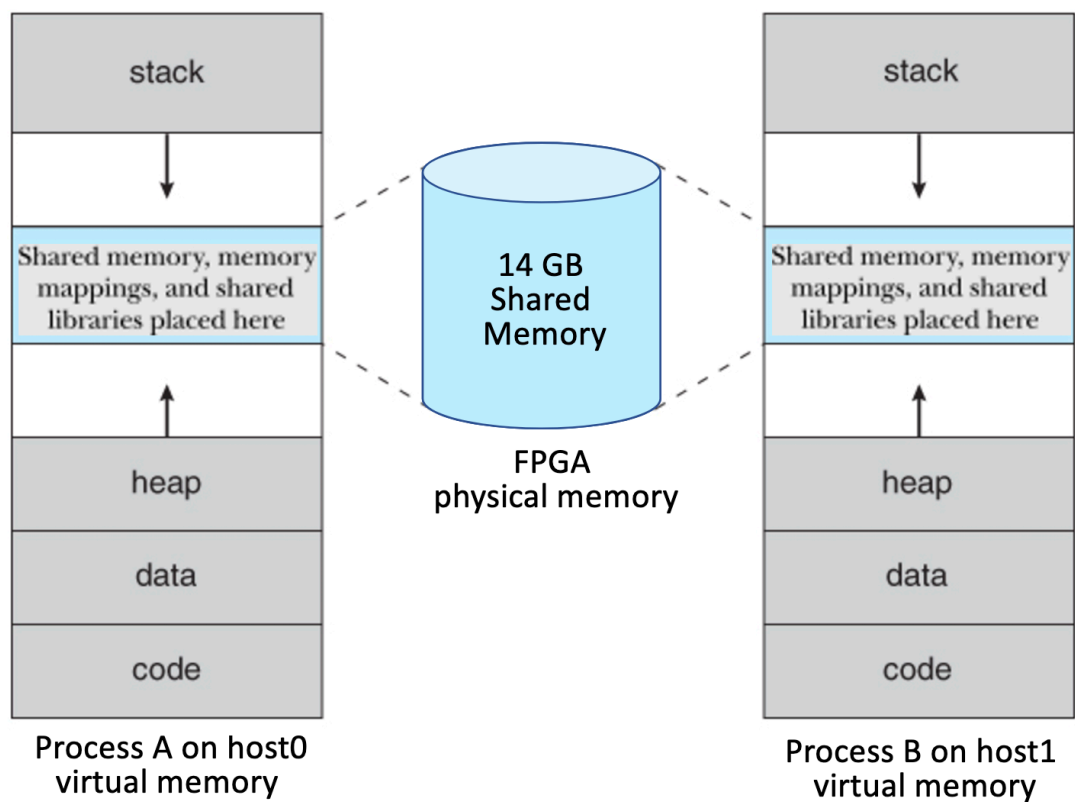 stack
Shared memory, memory
mappings, and shared
libraries placed here
heap
data
code
Process A on host0
virtual memory
14 GB
Shared
Memory
FPGA
physical memory
stack
Shared memory, memory
mappings, and shared
libraries placed here
heap
data
code
Process B on host1
virtual memory